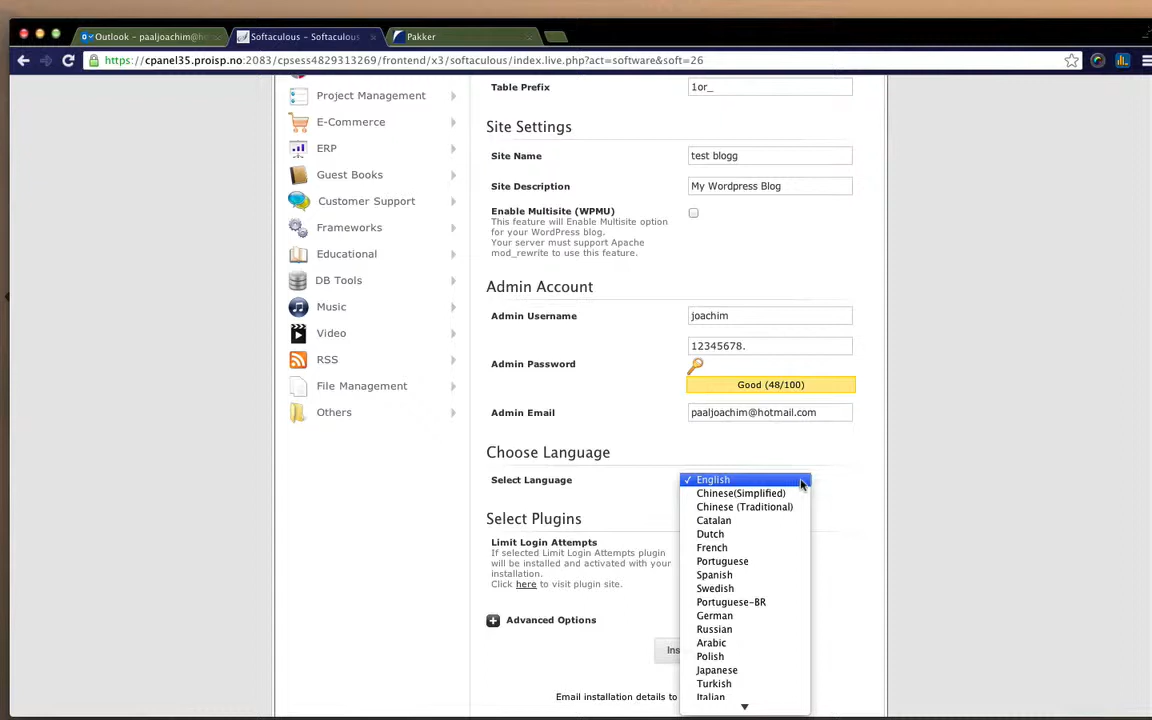 Outlook - paaljoachim@ho
Softaculous - Softaculous
Pakker
https://cpanel35.proisp.no:2083/cpsess4829313269/frontend/x3/softaculous/index.live.php?act=software&soft=26
Project Management
E-Commerce
ERP
Guest Books
Customer Support
Frameworks
Educational
DB Tools
Music
Video
RSS
File Management
Others
Table Prefix
1or_
Site Settings
Site Name
test blogg
Site Description
My Wordpress Blog
Enable Multisite (WPMU)
This feature will Enable Multisite option
for your WordPress blog.
Your server must support Apache
mod_rewrite to use this feature.
Admin Account
Admin Username
joachim
12345678.
Admin Password
Good (48/100)
Admin Email
paaljoachim@hotmail.com
Choose Language
Select Language
✓ English
Chinese(Simplified)
Chinese (Traditional)
Catalan
Dutch
French
Portuguese
Spanish
Swedish
Portuguese-BR
German
Russian
Arabic
Polish
Japanese
Turkish
Italian
Select Plugins
Limit Login Attempts
If selected Limit Login Attempts plugin
will be installed and activated with your
installation.
Click here to visit plugin site.
Advanced Options
Ins
Email installation details to